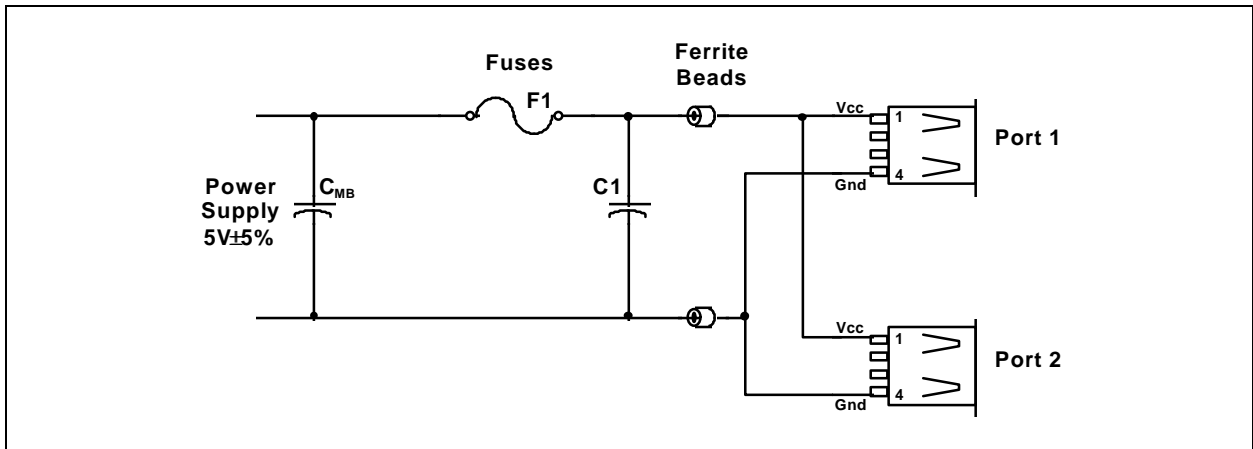 Fuses
F1
Ferrite
Beads
Vcc
1
4
Gnd
Port 1
Power
Supply
5V±5%
CMB
C1
Vcc
1
4
Gnd
Port 2